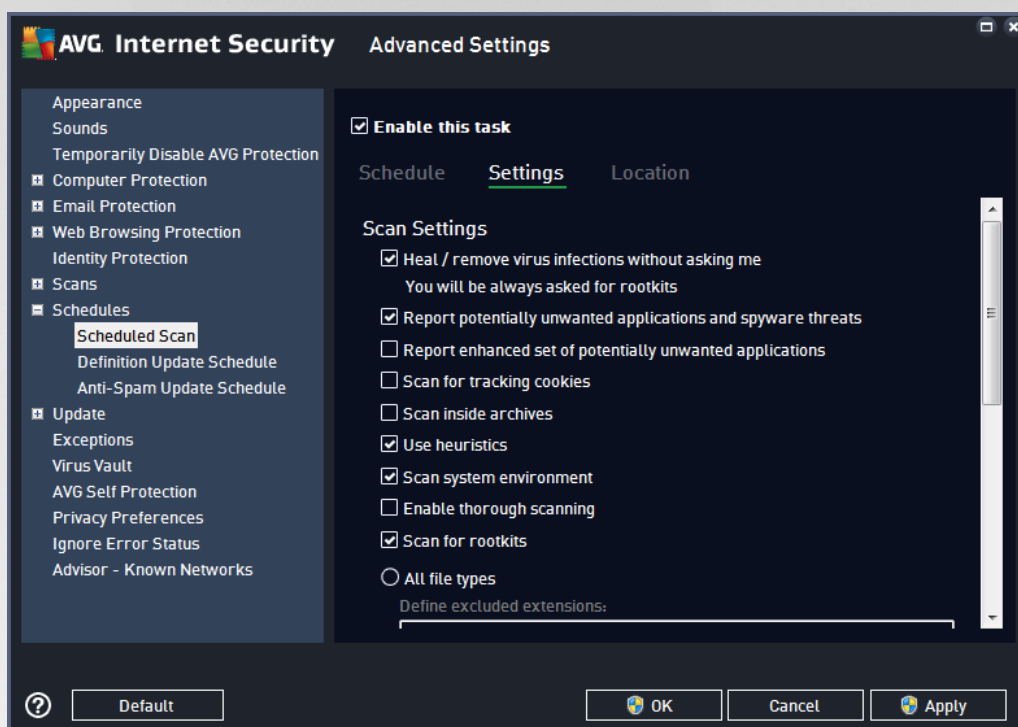 AVG. Internet Security Advanced Settings
Appearance
Sounds
Temporarily Disable AVG Protection
Computer Protection
Email Protection
Web Browsing Protection
Identity Protection
Scans
Schedules
Scheduled Scan
Definition Update Schedule
Anti-Spam Update Schedule
Update
Exceptions
Virus Vault
AVG Self Protection
Privacy Preferences
Ignore Error Status
Advisor - Known Networks
Enable this task
Schedule Settings Location
Scan Settings
Heal / remove virus infections without asking me
You will be always asked for rootkits
Report potentially unwanted applications and spyware threats
Report enhanced set of potentially unwanted applications
Scan for tracking cookies
Scan inside archives
Use heuristics
Scan system environment
Enable thorough scanning
Scan for rootkits
All file types
Define excluded extensions:
? Default OK Cancel Apply